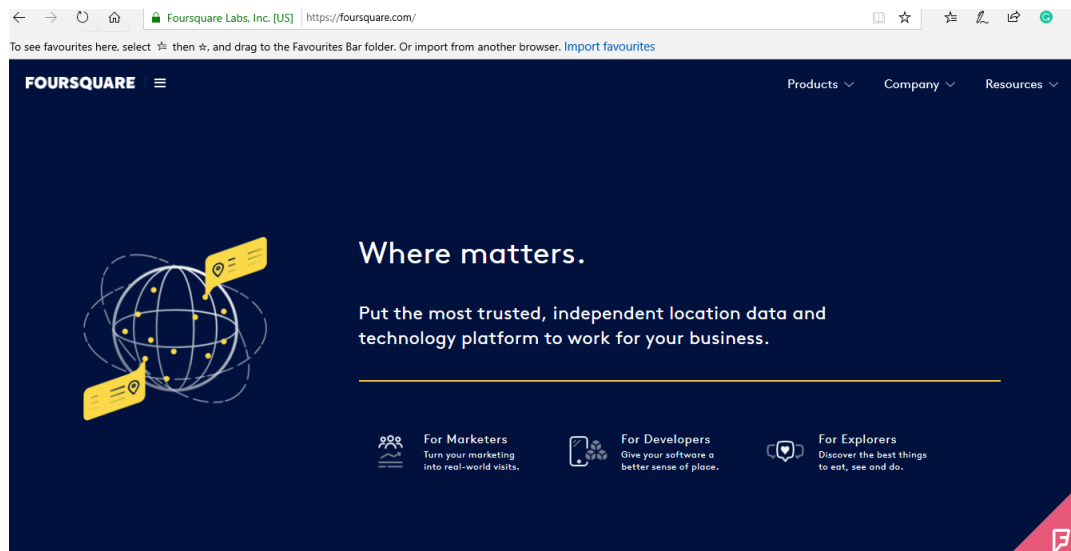 Foursquare Labs, Inc. [US] https://foursquare.com/
To see favourites here, select then, and drag to the Favourites Bar folder. Or import from another browser. Import favourites
FOURSQUARE
Products Company Resources
Where matters.
Put the most trusted, independent location data and
technology platform to work for your business.
For Marketers
Turn your marketing
into real-world visits.
For Developers
Give your software a
better sense of place.
For Explorers
Discover the best things
to eat, see and do.